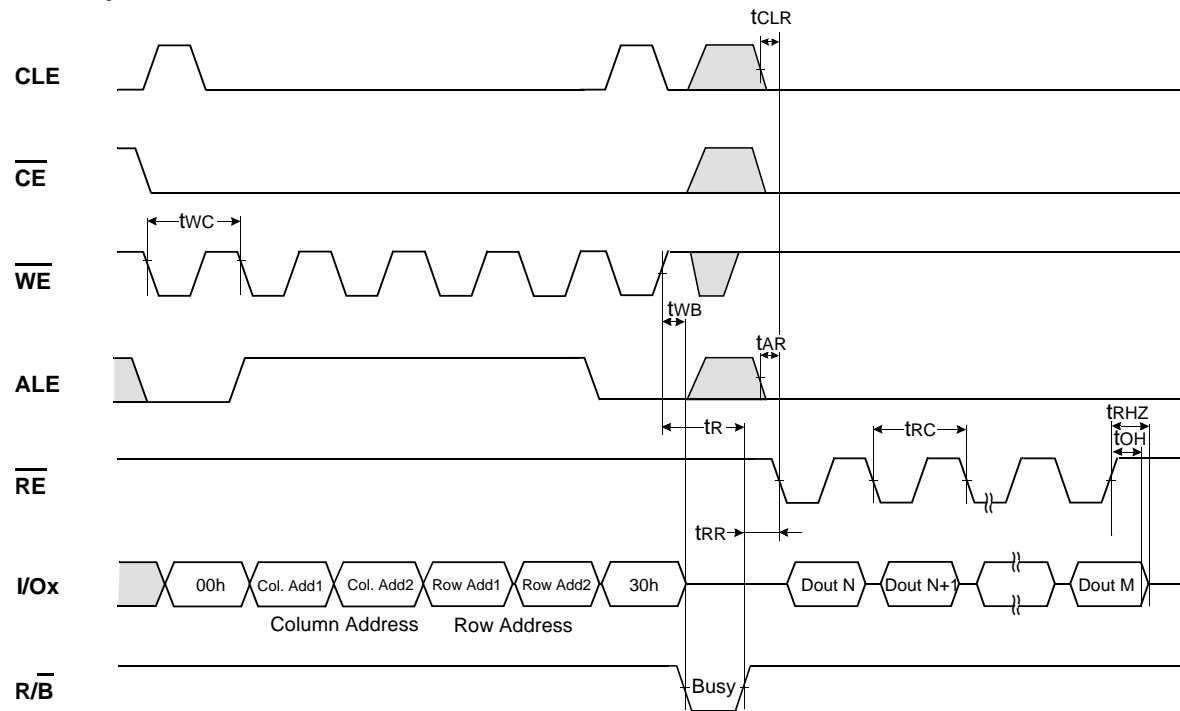 tCLR
CLE
CE
tWC
WE
tWB
tAR
ALE
tRHZ
tR
tRC
tOH
RE
tRR
I/Ox
00h
Col. Add1
Col. Add2
Row Add1
Row Add2
30h
Dout N
Dout N+1
Dout M
Column Address
Row Address
R/B
Busy